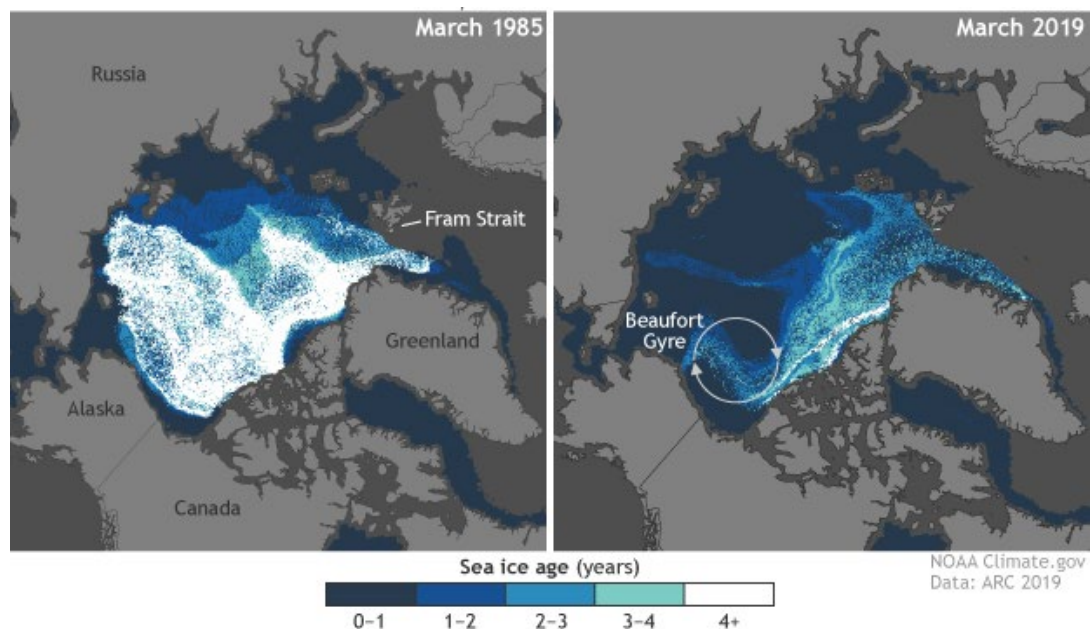 March 1985
Russia
Fram Strait
Greenland
Alaska
Canada
March 2019
Beaufort
Gyre
Sea ice age (years)
0–1 1–2 2–3 3–4 4+
NOAA Climate.gov
Data: ARC 2019